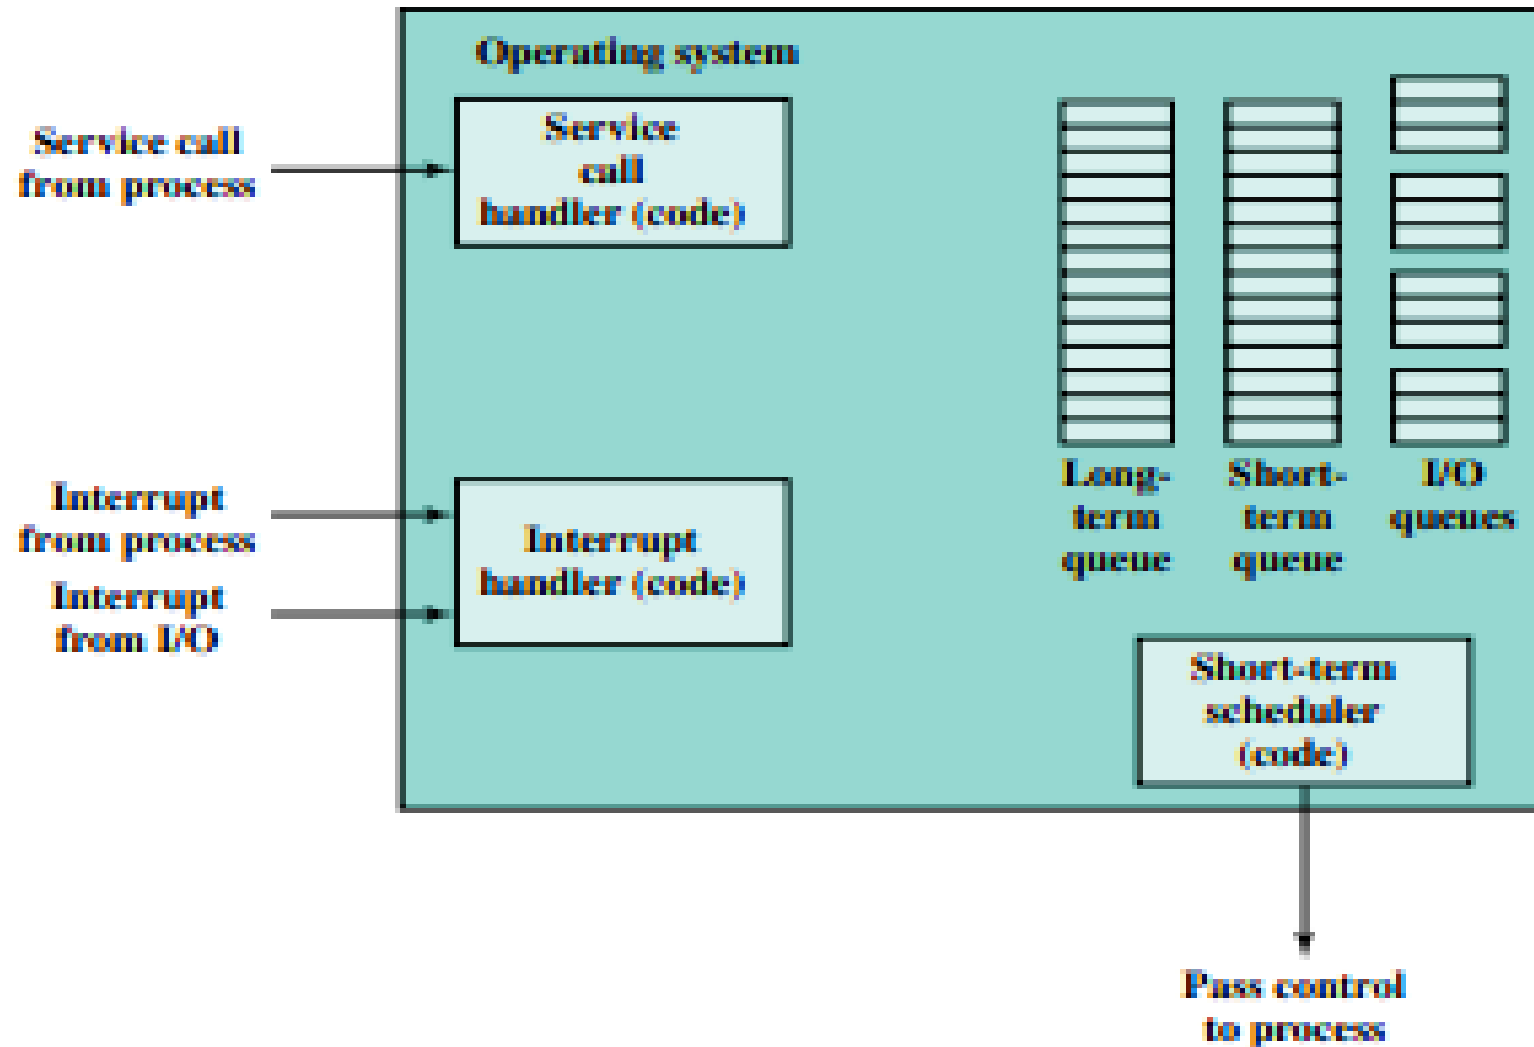 Operating system
Service call
from process
Service
call
handler (code)
Interrupt
from process
Interrupt
from I/O
Interrupt
handler (code)
Long-
term
queue
Short-
term
queue
I/O
queues
Short-term
scheduler
(code)
Pass control
to process